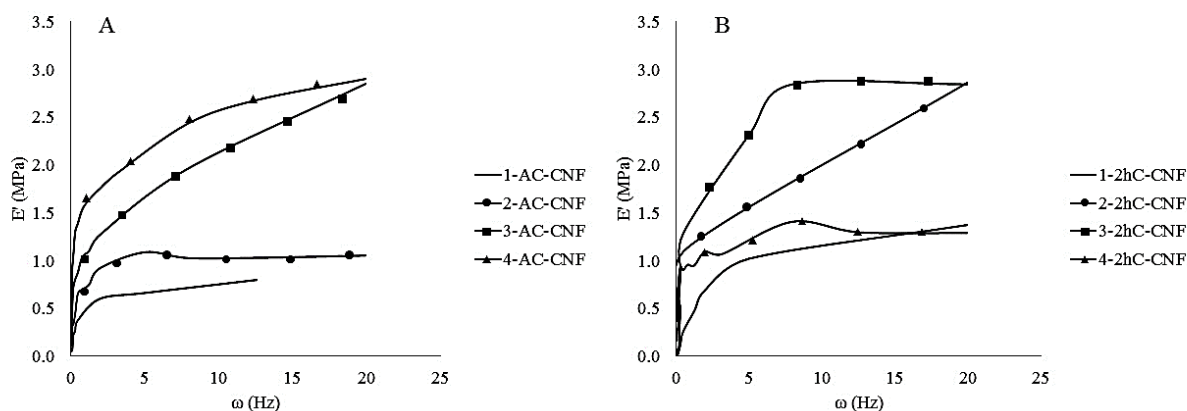 A
E' (MPa)
3.5
3.0
2.5
2.0
1.5
1.0
0.5
0.0
0
5
10
15
20
25
ω (Hz)
1-AC-CNF
2-AC-CNF
3-AC-CNF
4-AC-CNF
B
E' (MPa)
3.5
3.0
2.5
2.0
1.5
1.0
0.5
0.0
0
5
10
15
20
25
ω (Hz)
1-2hC-CNF
2-2hC-CNF
3-2hC-CNF
4-2hC-CNF